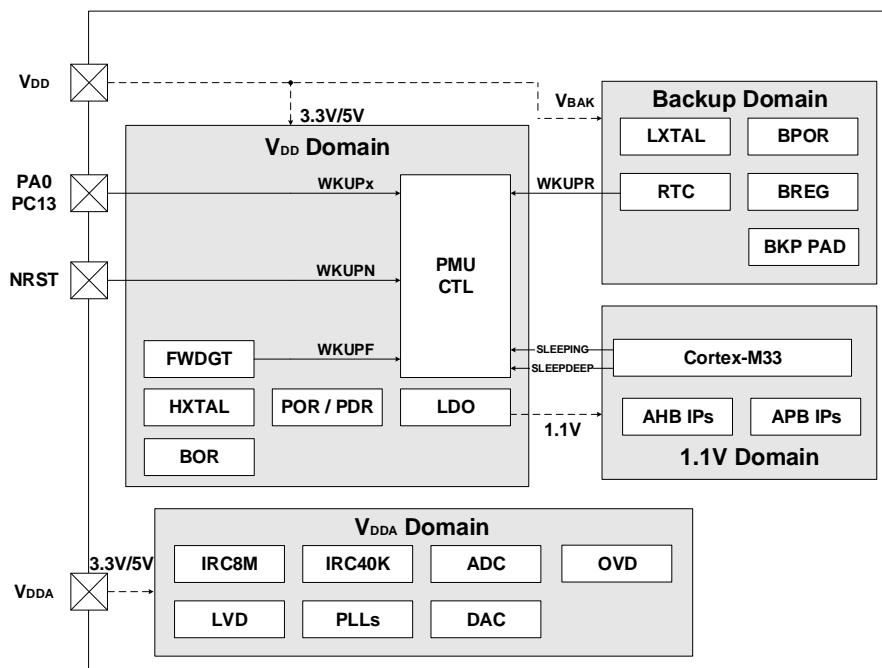 VDD
VBAK
3.3V/5V
Backup Domain
LXTAL
BPOR
RTC
BREG
BKP PAD
VDD Domain
PA0
PC13
WKUPx
WKUPR
NRST
WKUPN
PMU
CTL
FWDGT
WKUPF
SLEEPING
SLEEPDEEP
Cortex-M33
HXTAL
POR / PDR
LDO
1.1V
AHB IPs
APB IPs
BOR
1.1V Domain
VDDA Domain
3.3V/5V
VDDA
IRC8M
IRC40K
ADC
OVD
LVD
PLLs
DAC